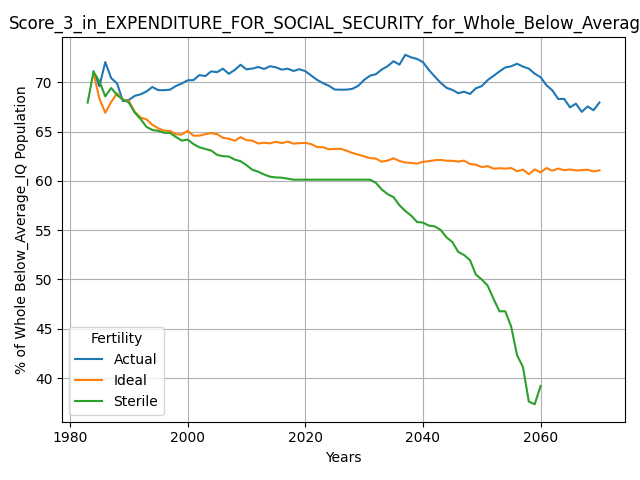 Score_3_in_EXPENDITURE_FOR_SOCIAL_SECURITY_for_Whole_Below_Averag
% of Whole Below_Average_IQ Population
70
65
60
55
50
45
40
Fertility
Actual
Ideal
Sterile
1980 2000 2020 2040 2060
Years